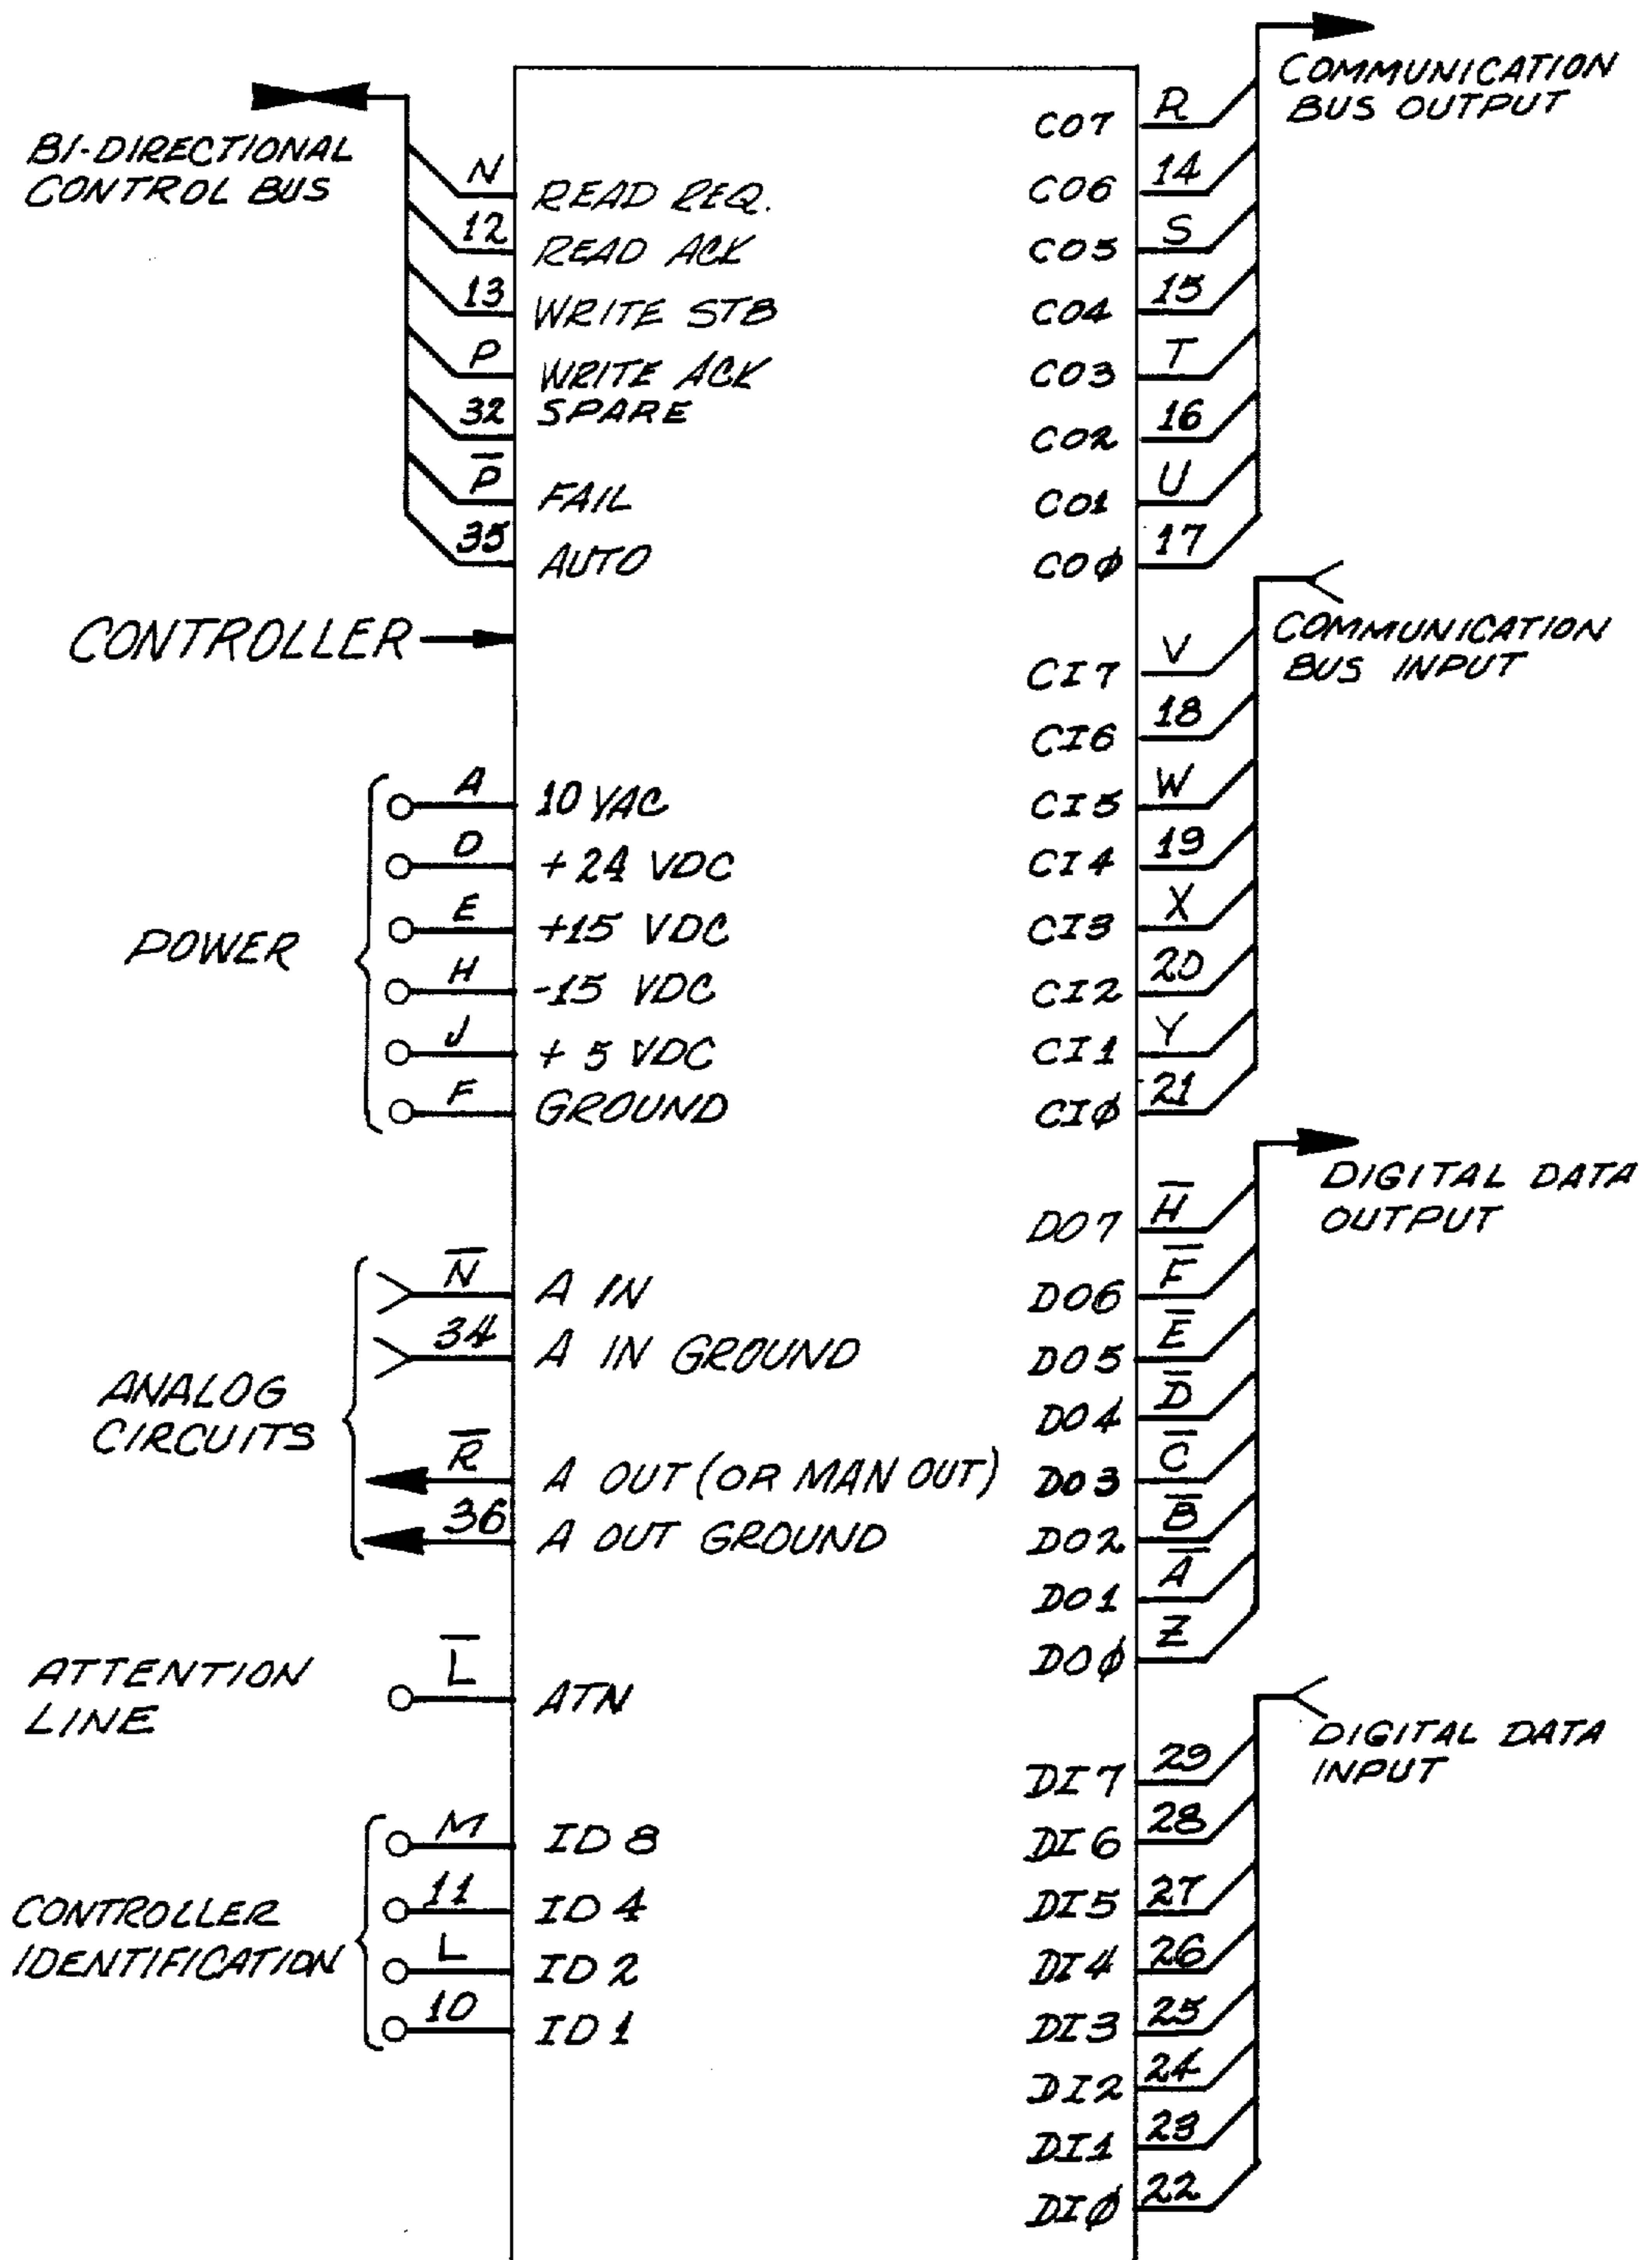 BI-DIRECTIONAL
CONTROL BUS
N READ REQ.
12 READ ACK
13 WRITE STB
P WRITE ACK
32 SPARE
P̅ FAIL
35 AUTO
CONTROLLER
POWER
A 10 VAC
D +24 VDC
E +15 VDC
H -15 VDC
J + 5 VDC
F GROUND
ANALOG
CIRCUITS
N̅ A IN
34 A IN GROUND
R̅ A OUT (OR MAN OUT)
36 A OUT GROUND
ATTENTION
LINE
L̅ ATN
CONTROLLER
IDENTIFICATION
M ID 8
11 ID 4
L ID 2
10 ID 1
COMMUNICATION
BUS OUTPUT
CO7 R
CO6 14
CO5 S
CO4 15
CO3 T
CO2 16
CO1 U
COØ 17
COMMUNICATION
BUS INPUT
CI7 V
CI6 18
CI5 W
CI4 19
CI3 X
CI2 20
CI1 Y
CIØ 21
DIGITAL DATA
OUTPUT
DO7 H̅
DO6 F̅
DO5 E̅
DO4 D̅
DO3 C̅
DO2 B̅
DO1 A̅
DOØ Z
DIGITAL DATA
INPUT
DI7 29
DI6 28
DI5 27
DI4 26
DI3 25
DI2 24
DI1 23
DIØ 22